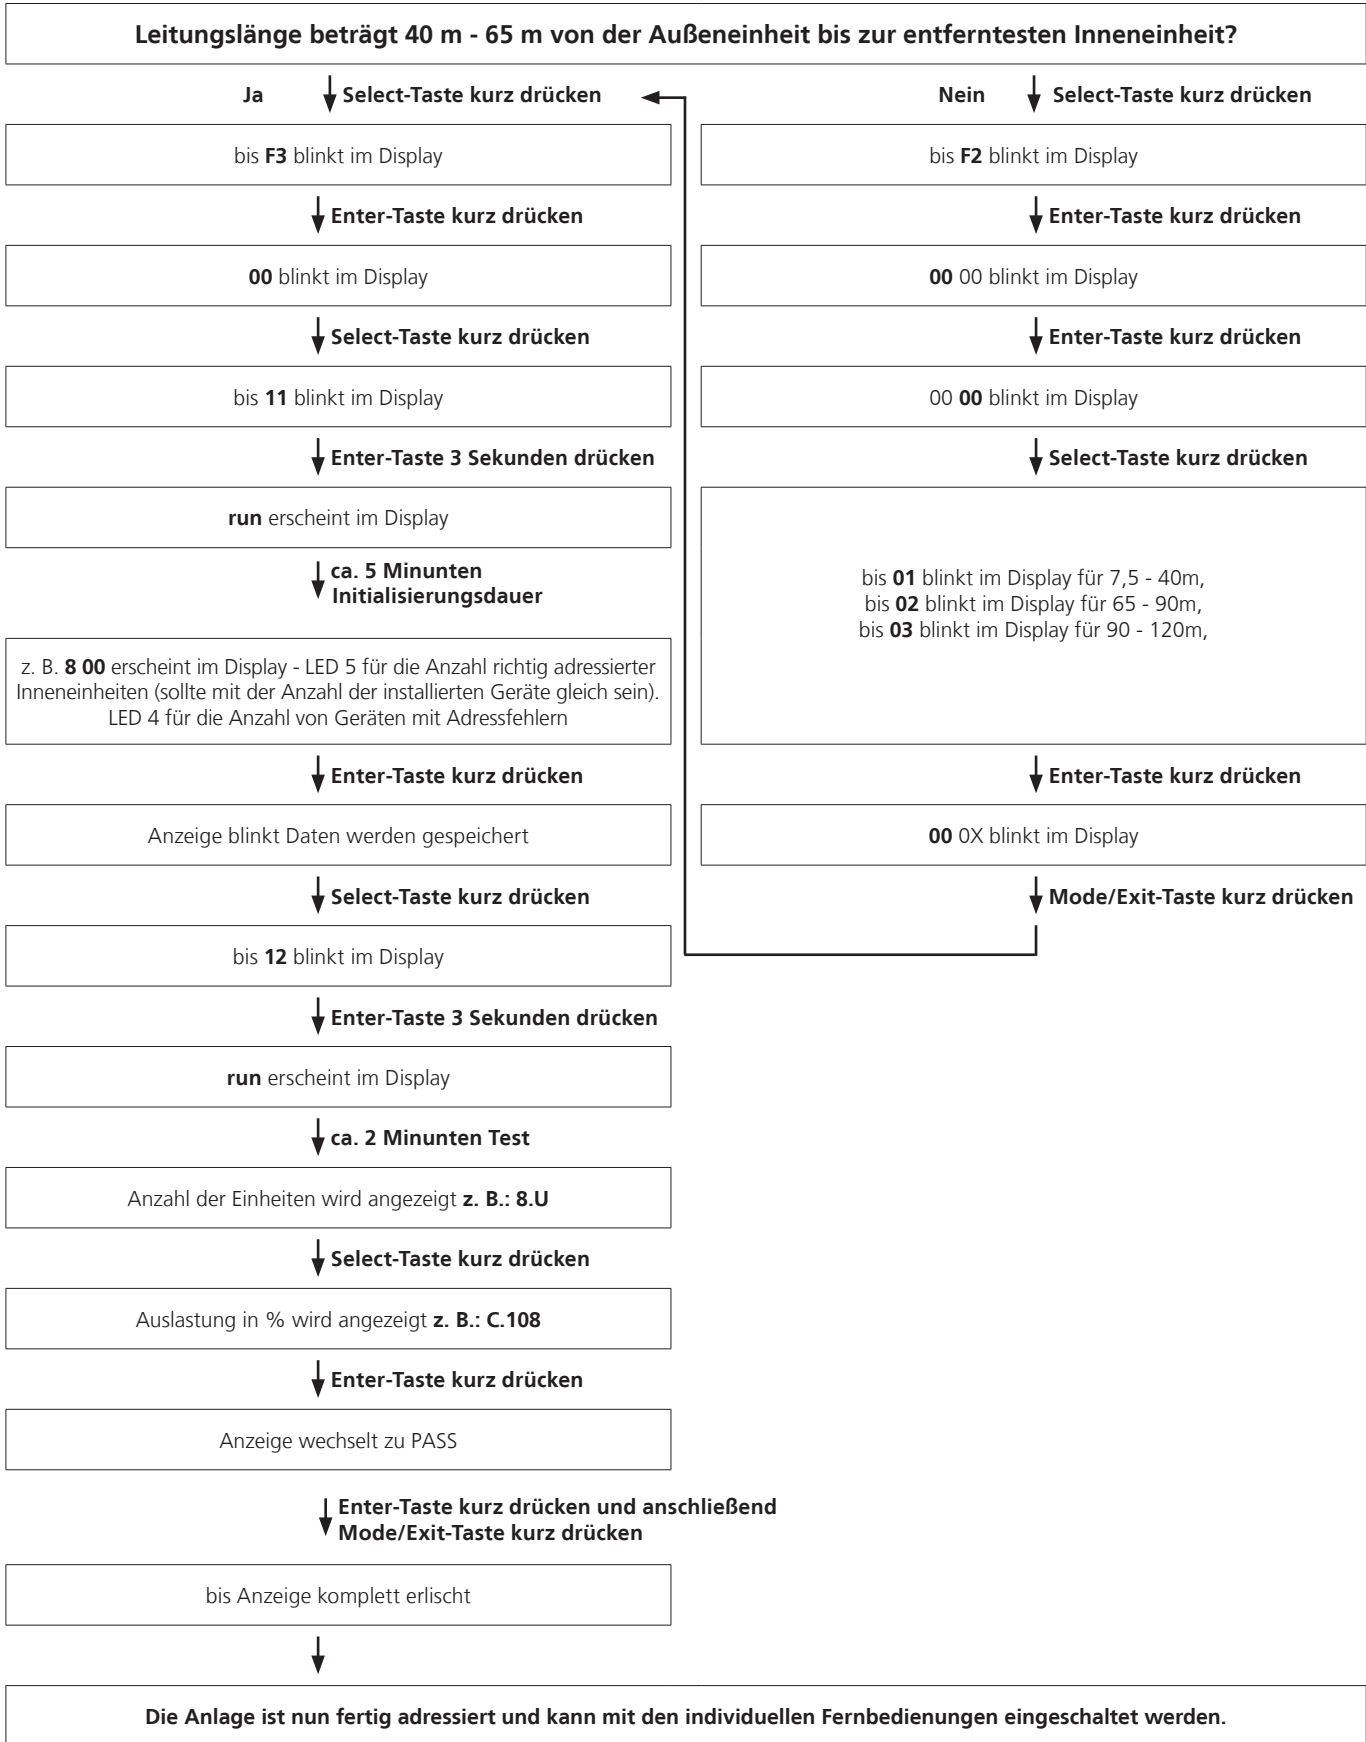 Leitungslänge beträgt 40 m - 65 m von der Außeneinheit bis zur entferntesten Inneneinheit?
Ja
Select-Taste kurz drücken
bis F3 blinkt im Display
Enter-Taste kurz drücken
00 blinkt im Display
Select-Taste kurz drücken
bis 11 blinkt im Display
Enter-Taste 3 Sekunden drücken
run erscheint im Display
ca. 5 Minunten
Initialisierungsdauer
z. B. 8 00 erscheint im Display - LED 5 für die Anzahl richtig adressierter
Inneneinheiten (sollte mit der Anzahl der installierten Geräte gleich sein).
LED 4 für die Anzahl von Geräten mit Adressfehlern
Enter-Taste kurz drücken
Anzeige blinkt Daten werden gespeichert
Select-Taste kurz drücken
bis 12 blinkt im Display
Enter-Taste 3 Sekunden drücken
run erscheint im Display
ca. 2 Minunten Test
Anzahl der Einheiten wird angezeigt z. B.: 8.U
Select-Taste kurz drücken
Auslastung in % wird angezeigt z. B.: C.108
Enter-Taste kurz drücken
Anzeige wechselt zu PASS
Enter-Taste kurz drücken und anschließend
Mode/Exit-Taste kurz drücken
bis Anzeige komplett erlischt
Nein
Select-Taste kurz drücken
bis F2 blinkt im Display
Enter-Taste kurz drücken
00 00 blinkt im Display
Enter-Taste kurz drücken
00 00 blinkt im Display
Select-Taste kurz drücken
bis 01 blinkt im Display für 7,5 - 40m,
bis 02 blinkt im Display für 65 - 90m,
bis 03 blinkt im Display für 90 - 120m,
Enter-Taste kurz drücken
00 0X blinkt im Display
Mode/Exit-Taste kurz drücken
Die Anlage ist nun fertig adressiert und kann mit den individuellen Fernbedienungen eingeschaltet werden.